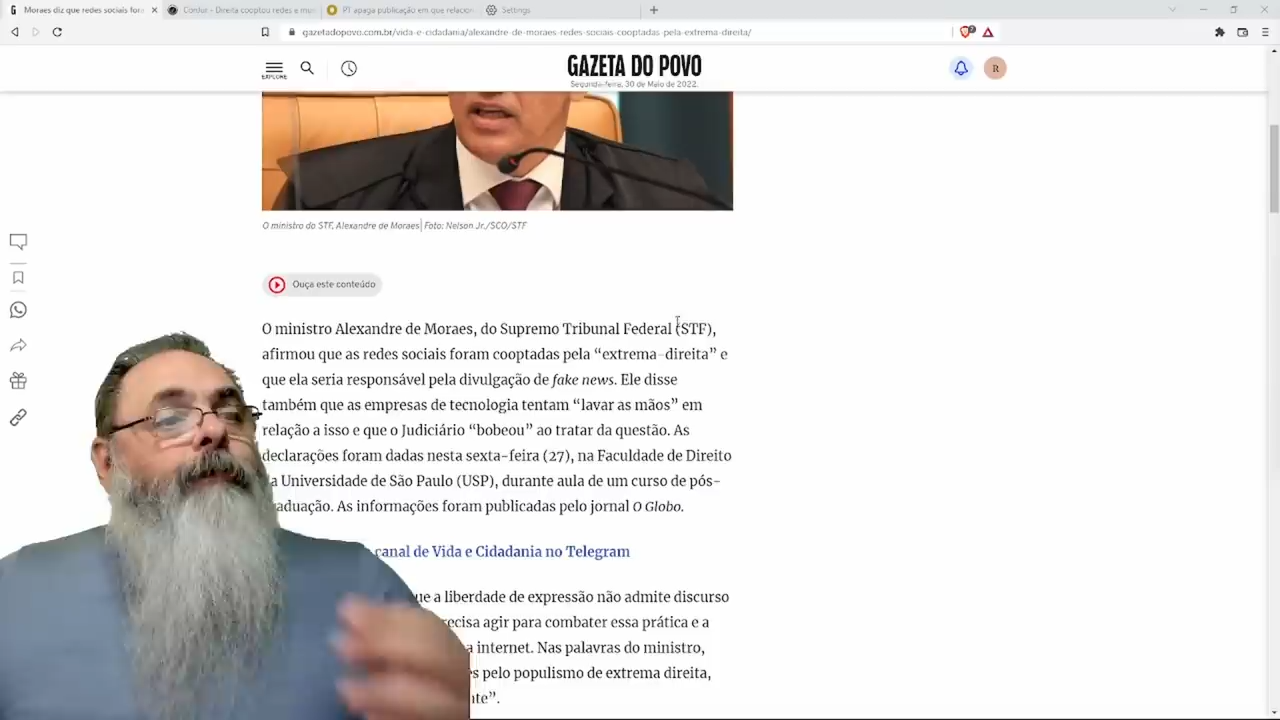 Moraes diz que redes sociais for
Conjur - Direita cooptou redes e mun
PT apaga publicação em que relacion
Settings
gazetadopovo.com.br/vida-e-cidadania/alexandre-de-moraes-redes-sociais-cooptadas-pela-extrema-direita/
EXPLORE
GAZETA DO POVO
Segunda-feira, 30 de Maio de 2022.
R
O ministro do STF, Alexandre de Moraes| Foto: Nelson Jr./SCO/STF
Ouça este conteúdo
O ministro Alexandre de Moraes, do Supremo Tribunal Federal (STF),
afirmou que as redes sociais foram cooptadas pela “extrema-direita” e
que ela seria responsável pela divulgação de fake news. Ele disse
também que as empresas de tecnologia tentam “lavar as mãos” em
relação a isso e que o Judiciário “bobeou” ao tratar da questão. As
declarações foram dadas nesta sexta-feira (27), na Faculdade de Direito
a Universidade de São Paulo (USP), durante aula de um curso de pós-
raduação. As informações foram publicadas pelo jornal O Globo.
canal de Vida e Cidadania no Telegram
ue a liberdade de expressão não admite discurso
recisa agir para combater essa prática e a
a internet. Nas palavras do ministro,
s pelo populismo de extrema direita,
nte”.